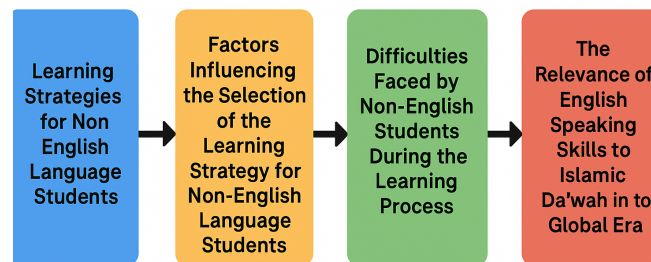 Learning
Strategies
for Non
English
Language
Students
Factors
Influencing
the Selection
of the
Learning
Strategy for
Non-English
Language
Students
Difficulties
Faced by
Non-English
Students
During the
Learning
Process
The
Relevance of
English
Speaking
Skills to
Islamic
Da'wah in to
Global Era